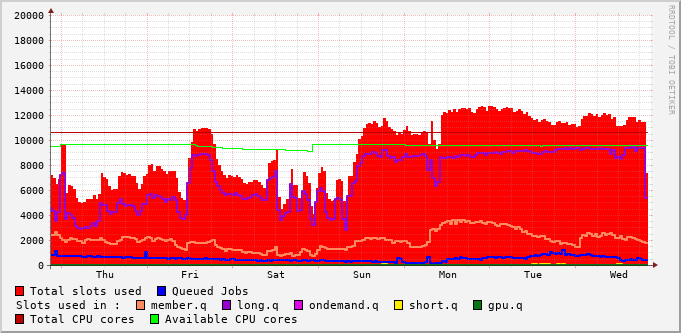 20000
18000
16000
14000
12000
10000
8000
6000
4000
2000
0
Thu Fri Sat Sun Mon Tue Wed
Total slots used Queued Jobs
Slots used in : member.q long.q ondemand.q short.q gpu.q
Total CPU cores Available CPU cores
RRDTOOL / TOBI OETIKER